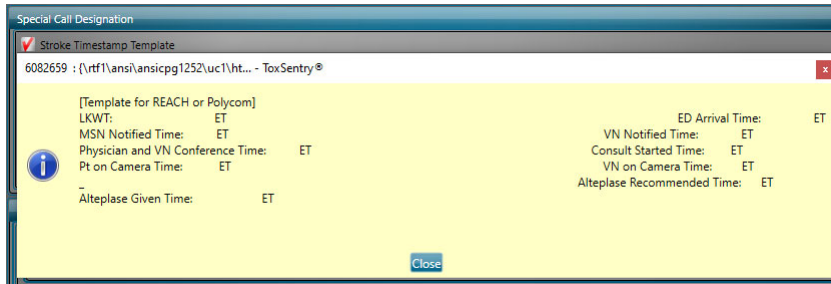 Special Call Designation
Stroke Timestamp Template
6082659 : {\rtf1\ansi\ansicpg1252\uc1\ht... - ToxSentry®
x
[Template for REACH or Polycom]
LKWT: ET ED Arrival Time: ET
MSN Notified Time: ET VN Notified Time: ET
Physician and VN Conference Time: ET Consult Started Time: ET
Pt on Camera Time: ET VN on Camera Time: ET
_ Alteplase Recommended Time: ET
Alteplase Given Time: ET
Close